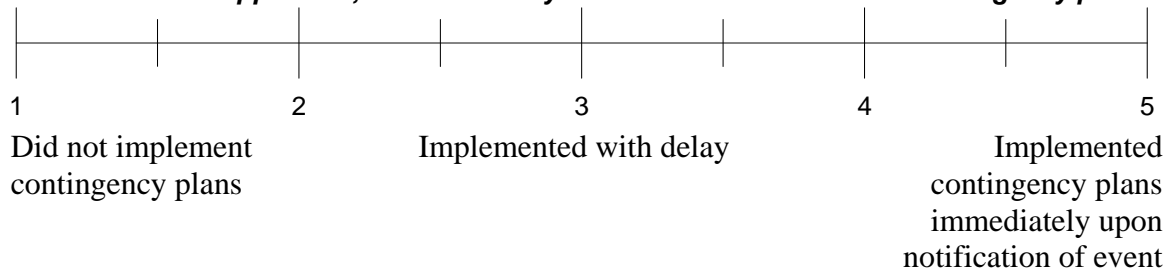 1 2 3 4 5
Did not implement Implemented with delay Implemented
contingency plans contingency plans
immediately upon
notification of event